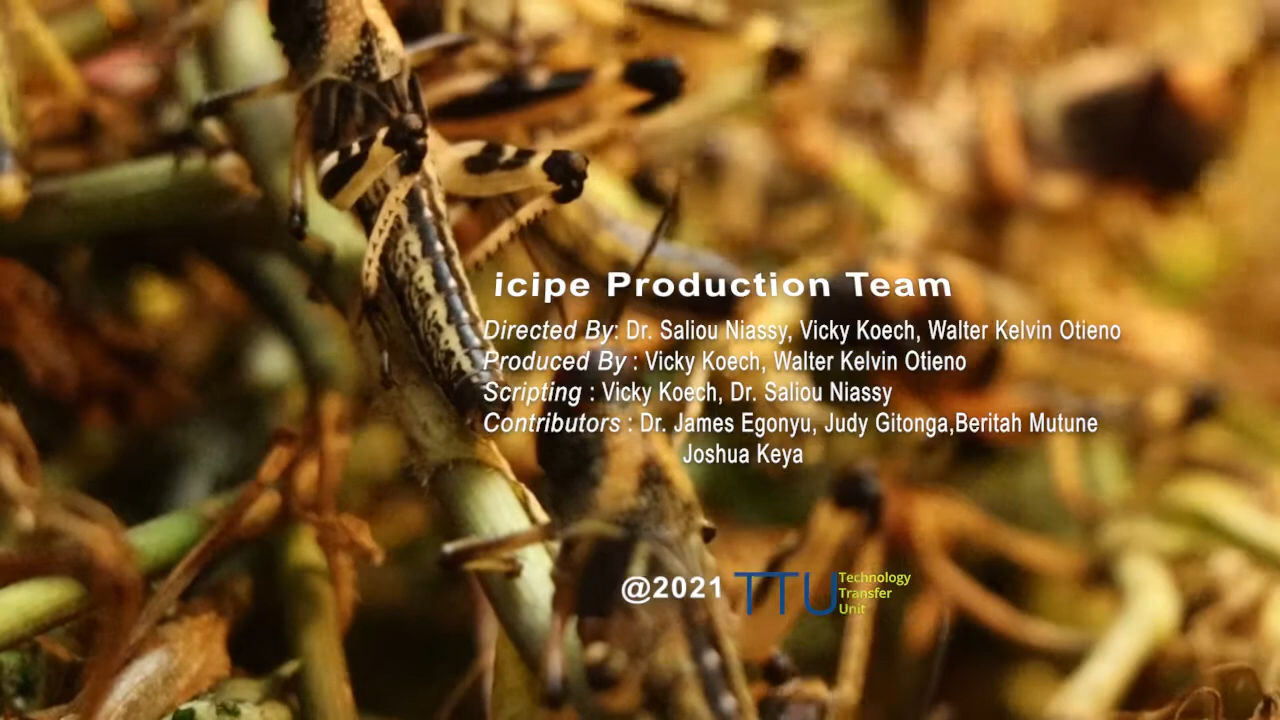 icipe Production Team
Directed By: Dr. Saliou Niassy, Vicky Koech, Walter Kelvin Otieno
Produced By : Vicky Koech, Walter Kelvin Otieno
Scripting : Vicky Koech, Dr. Saliou Niassy
Contributors : Dr. James Egonyu, Judy Gitonga,Beritah Mutune
Joshua Keya
@2021 TTU Technology
Transfer
Unit